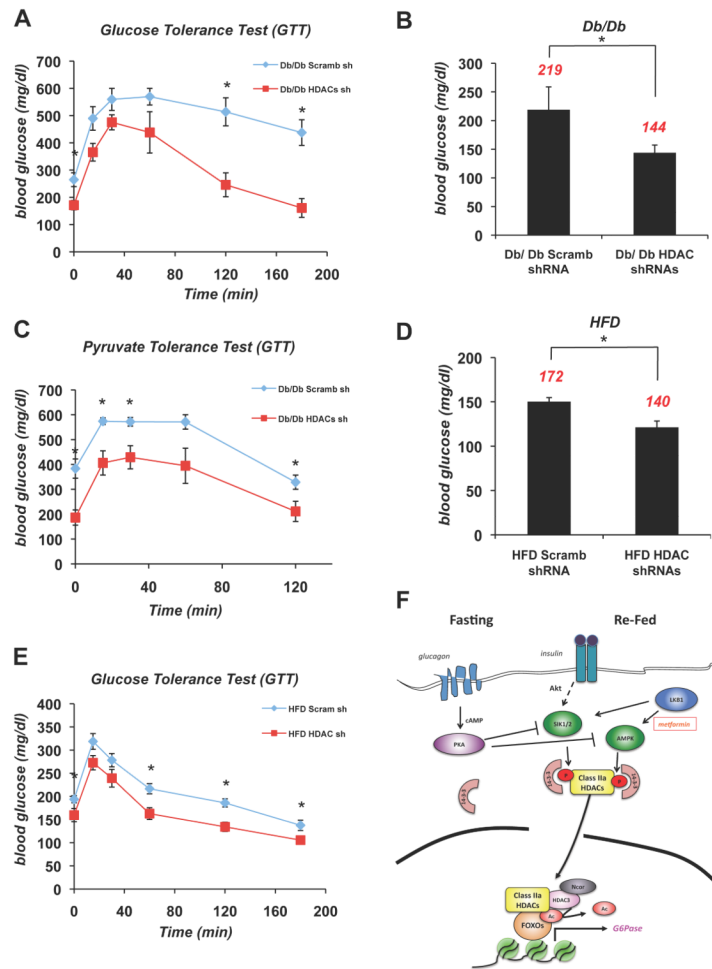 A
Glucose Tolerance Test (GTT)
Db/Db Scramb sh
Db/Db HDACs sh
blood glucose (mg/dl)
700
600
500
400
300
200
100
0
*
*
*
0 40 80 120 160 200
Time (min)
B
Db/Db
*
219
144
blood glucose (mg/dl)
300
250
200
150
100
50
0
Db/ Db Scramb shRNA
Db/ Db HDAC shRNAs
C
Pyruvate Tolerance Test (GTT)
Db/Db Scramb sh
Db/Db HDACs sh
blood glucose (mg/dl)
700
600
500
400
300
200
100
0
*
*
*
*
0 40 80 120
Time (min)
D
HFD
*
172
140
blood glucose (mg/dl)
200
150
100
50
0
HFD Scramb shRNA
HFD HDAC shRNAs
E
Glucose Tolerance Test (GTT)
HFD Scram sh
HFD HDAC sh
blood glucose (mg/dl)
400
350
300
250
200
150
100
50
0
*
*
*
*
0 40 80 120 160 200
Time (min)
F
Fasting
Re-Fed
glucagon
insulin
Akt
cAMP
PKA
SIK1/2
LKB1
metformin
AMPK
P
P
Class IIa
HDACs
Class IIa
HDACs
HDAC3
Ncor
Ac
Ac
FOXOs
G6Pase